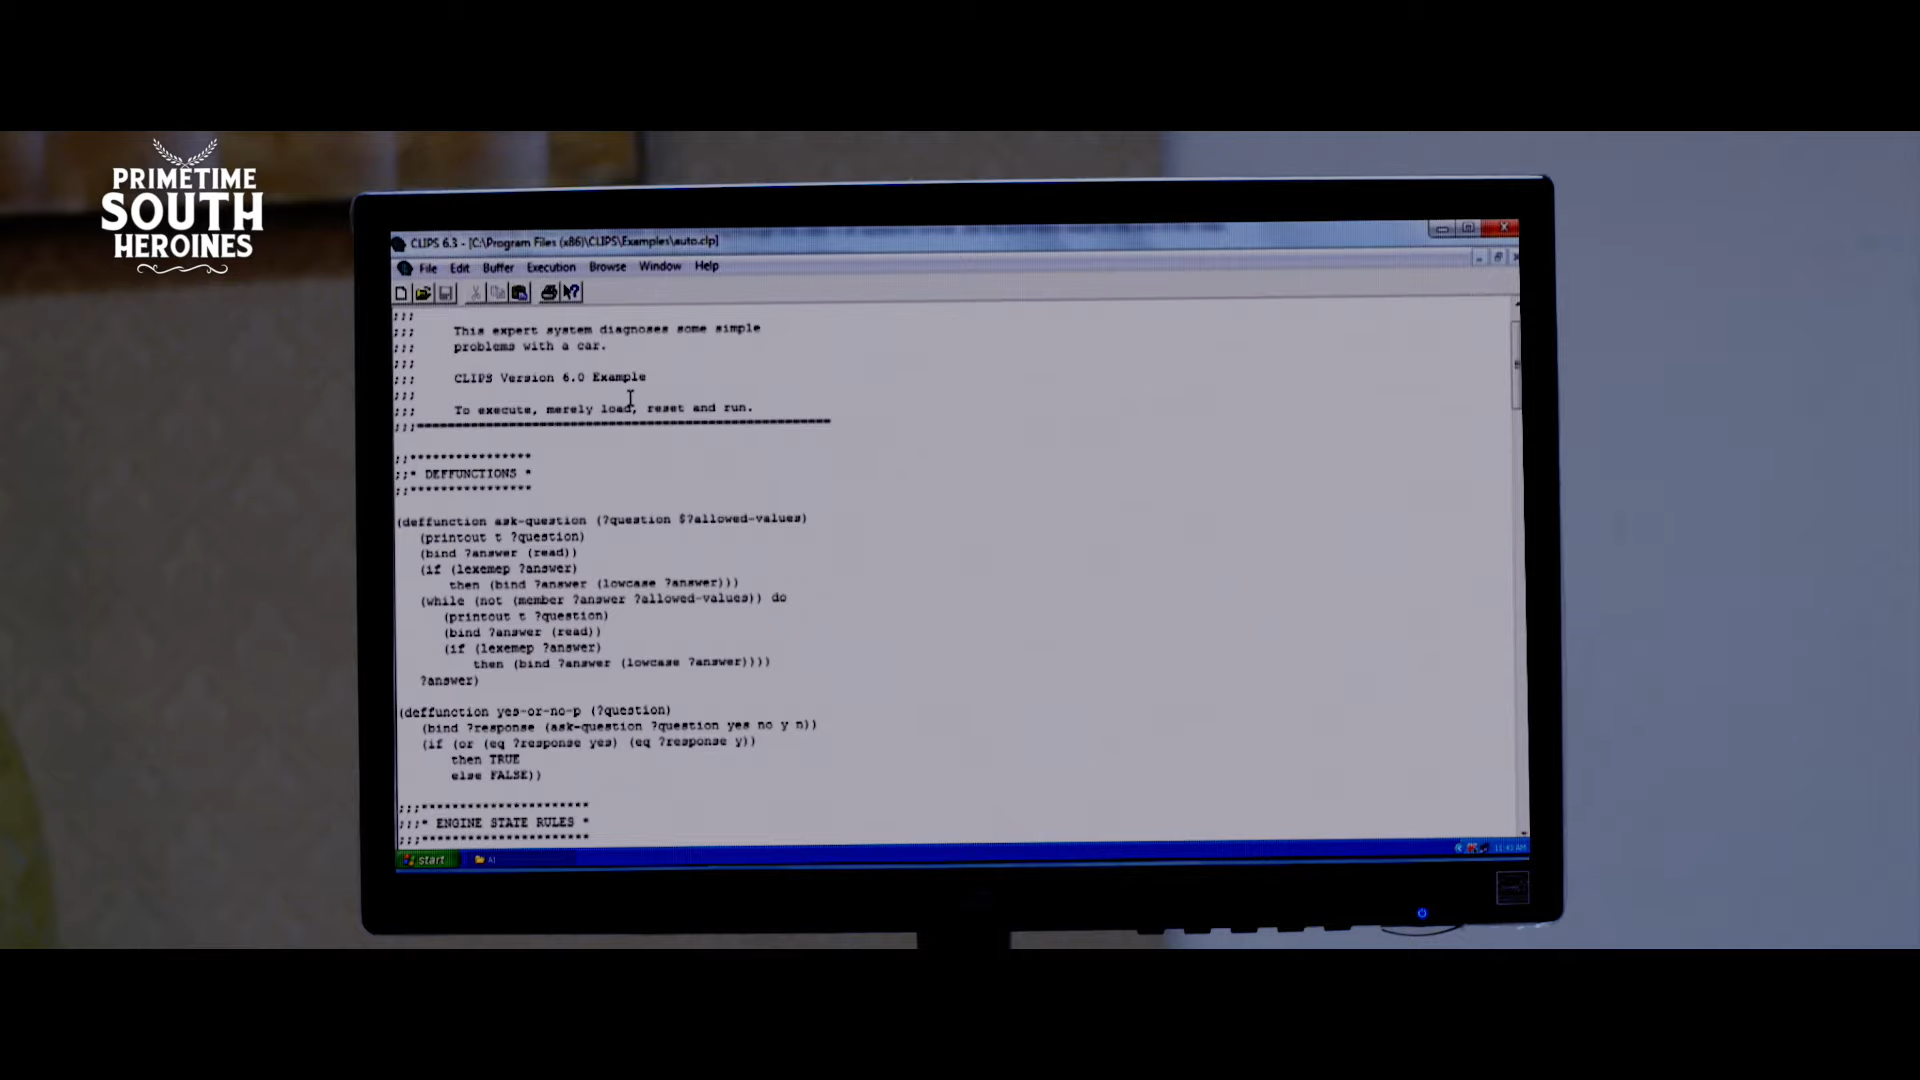 PRIMETIME
SOUTH
HEROINES
CLIPS 6.3 - [C:\Program Files (x86)\CLIPS\Examples\auto.clp]
File Edit Buffer Execution Browse Window Help
;;;
;;; This expert system diagnoses some simple
;;; problems with a car.
;;;
;;; CLIPS Version 6.0 Example
;;;
;;; To execute, merely load, reset and run.
;;;======================================================
;;****************
;;* DEFFUNCTIONS *
;;****************
(deffunction ask-question (?question $?allowed-values)
(printout t ?question)
(bind ?answer (read))
(if (lexemep ?answer)
then (bind ?answer (lowcase ?answer)))
(while (not (member ?answer ?allowed-values)) do
(printout t ?question)
(bind ?answer (read))
(if (lexemep ?answer)
then (bind ?answer (lowcase ?answer))))
?answer)
(deffunction yes-or-no-p (?question)
(bind ?response (ask-question ?question yes no y n))
(if (or (eq ?response yes) (eq ?response y))
then TRUE
else FALSE))
;;;**********************
;;;* ENGINE STATE RULES *
;;;**********************
start AI